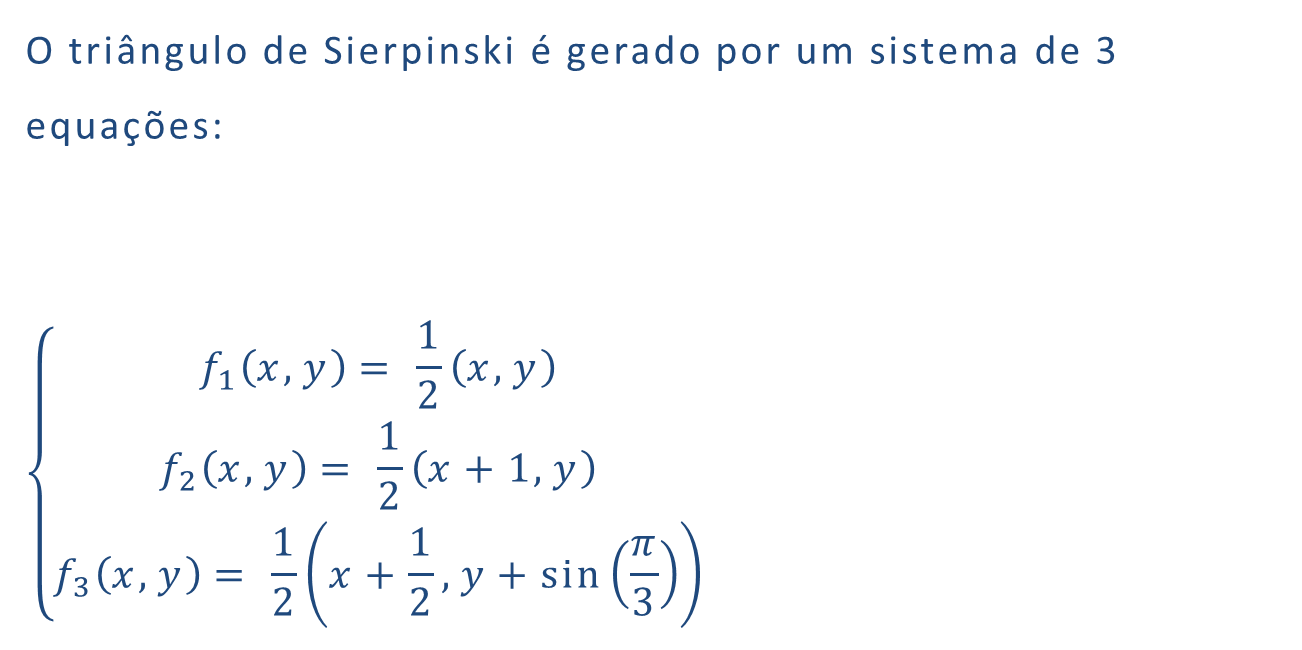 O triângulo de Sierpinski é gerado por um sistema de 3
equações:
f₁(x, y) = 1/2 (x, y)
f₂(x, y) = 1/2 (x + 1, y)
f₃(x, y) = 1/2 (x + 1/2, y + sin(π/3))